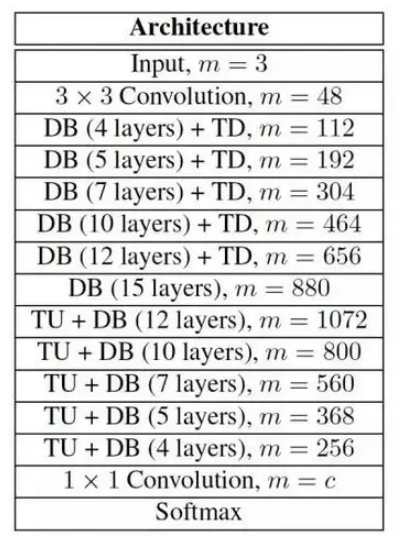 Architecture
Input, m = 3
3 × 3 Convolution, m = 48
DB (4 layers) + TD, m = 112
DB (5 layers) + TD, m = 192
DB (7 layers) + TD, m = 304
DB (10 layers) + TD, m = 464
DB (12 layers) + TD, m = 656
DB (15 layers), m = 880
TU + DB (12 layers), m = 1072
TU + DB (10 layers), m = 800
TU + DB (7 layers), m = 560
TU + DB (5 layers), m = 368
TU + DB (4 layers), m = 256
1 × 1 Convolution, m = c
Softmax